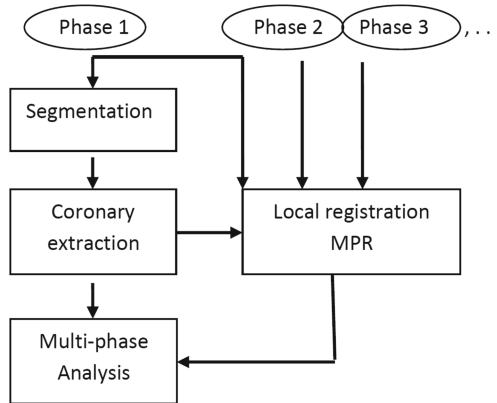 Phase 1 Phase 2 Phase 3 , . .
Segmentation
Coronary
extraction
Local registration
MPR
Multi-phase
Analysis